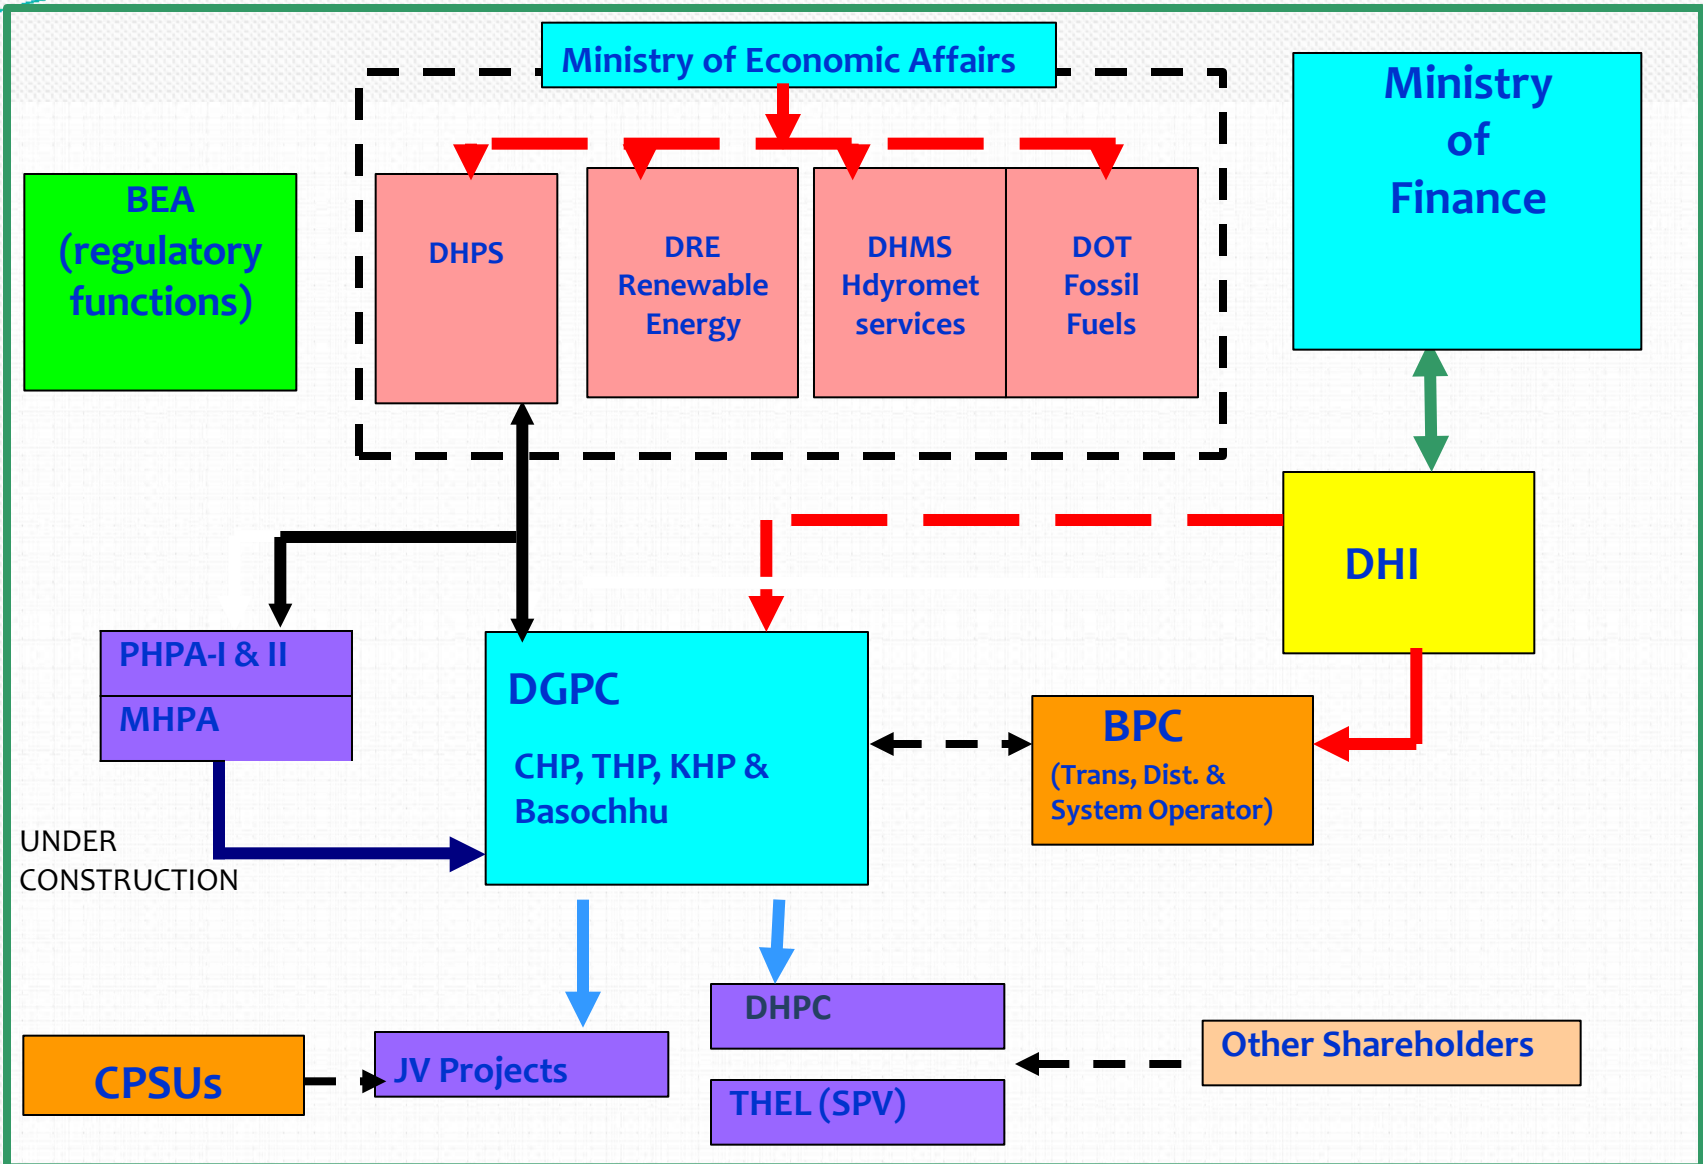 Ministry of Economic Affairs
Ministry
of
Finance
BEA
(regulatory
functions)
DHPS
DRE
Renewable
Energy
DHMS
Hdyromet
services
DOT
Fossil
Fuels
DHI
PHPA-I & II
MHPA
DGPC
CHP, THP, KHP &
Basochhu
BPC
(Trans, Dist. &
System Operator)
UNDER
CONSTRUCTION
DHPC
Other Shareholders
CPSUs
JV Projects
THEL (SPV)